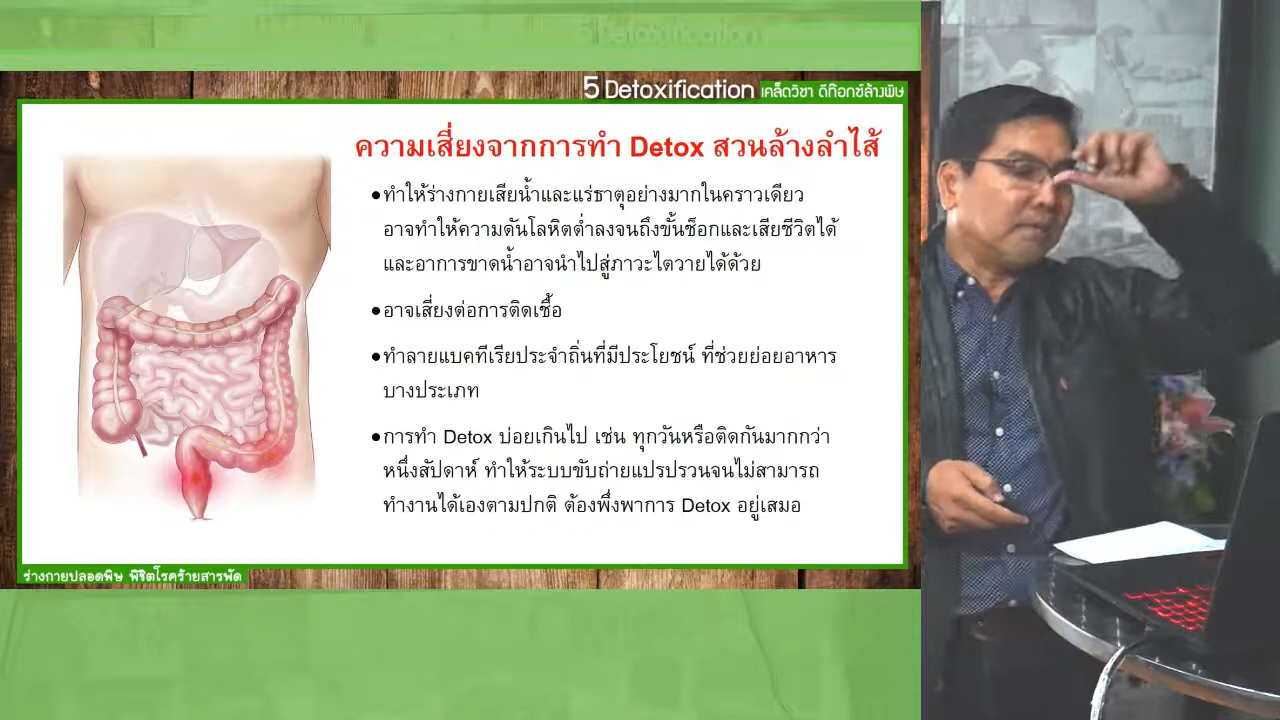 5 Detoxification เคล็ดวิชา ดีท๊อกซ์ล้างพิษ
ความเสี่ยงจากการทำ Detox สวนล้างลำไส้
•ทำให้ร่างกายเสียน้ำและแร่ธาตุอย่างมากในคราวเดียว
อาจทำให้ความดันโลหิตต่ำลงจนถึงขั้นช็อกและเสียชีวิตได้
และอาการขาดน้ำอาจนำไปสู่ภาวะไตวายได้ด้วย
•อาจเสี่ยงต่อการติดเชื้อ
•ทำลายแบคทีเรียประจำถิ่นที่มีประโยชน์ ที่ช่วยย่อยอาหาร
บางประเภท
•การทำ Detox บ่อยเกินไป เช่น ทุกวันหรือติดกันมากกว่า
หนึ่งสัปดาห์ ทำให้ระบบขับถ่ายแปรปรวนจนไม่สามารถ
ทำงานได้เองตามปกติ ต้องพึ่งพาการ Detox อยู่เสมอ
ร่างกายปลอดพิษ พิชิตโรคร้ายสารพัด